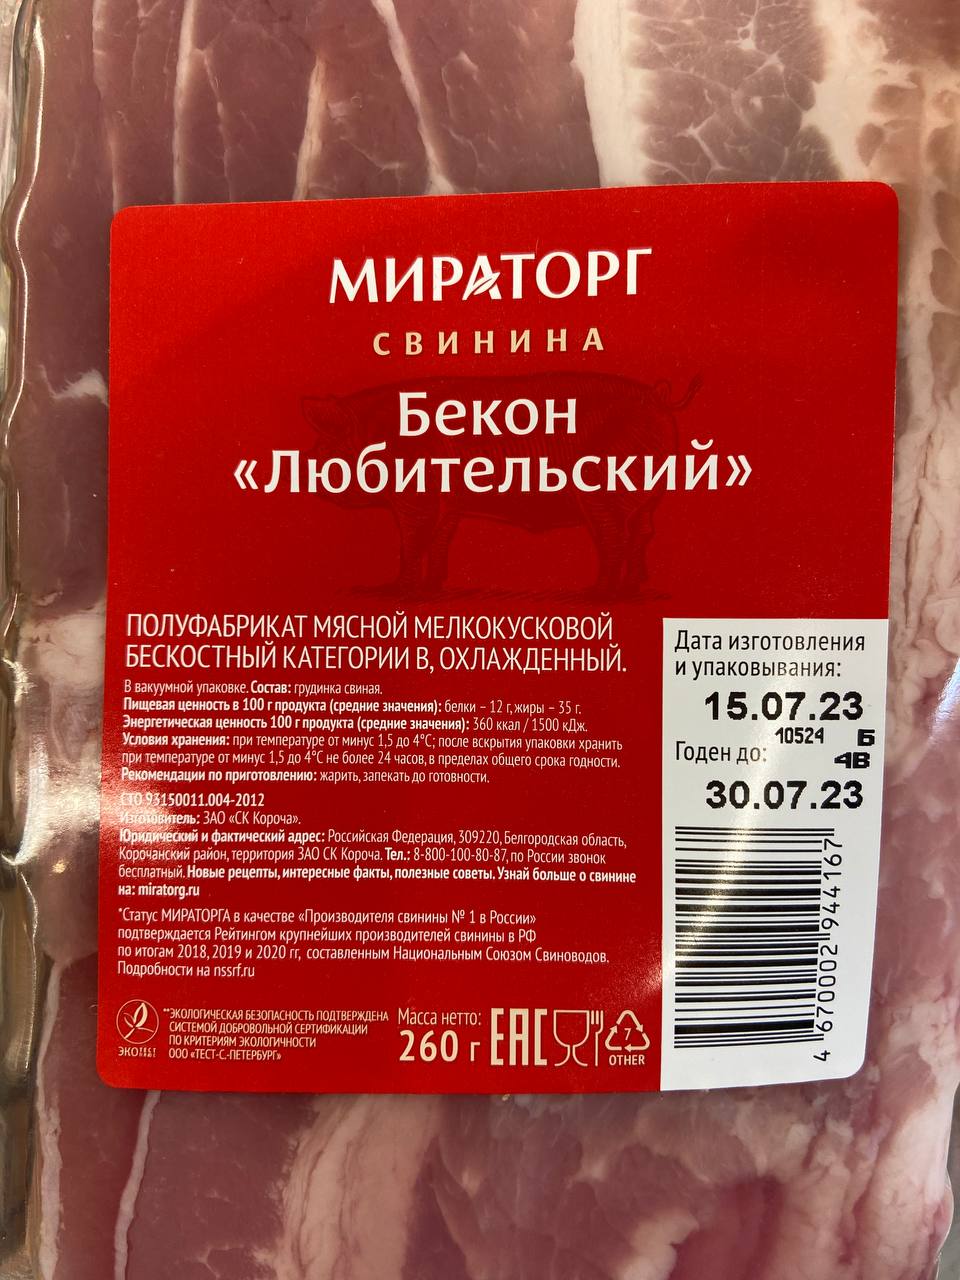 МИРАТОРГ
СВИНИНА
Бекон
«Любительский»
ПОЛУФАБРИКАТ МЯСНОЙ МЕЛКОКУСКОВОЙ
БЕСКОСТНЫЙ КАТЕГОРИИ В, ОХЛАЖДЕННЫЙ.
В вакуумной упаковке. Состав: грудинка свиная.
Пищевая ценность в 100 г продукта (средние значения): белки – 12 г, жиры – 35 г.
Энергетическая ценность 100 г продукта (средние значения): 360 ккал / 1500 кДж.
Условия хранения: при температуре от минус 1,5 до 4°С; после вскрытия упаковки хранить
при температуре от минус 1,5 до 4°С не более 24 часов, в пределах общего срока годности.
Рекомендации по приготовлению: жарить, запекать до готовности.
СТО 93150011.004-2012
Изготовитель: ЗАО «СК Короча».
Юридический и фактический адрес: Российская Федерация, 309220, Белгородская область,
Корочанский район, территория ЗАО СК Короча. Тел.: 8-800-100-80-87, по России звонок
бесплатный. Новые рецепты, интересные факты, полезные советы. Узнай больше о свинине
на: miratorg.ru
*Статус МИРАТОРГА в качестве «Производителя свинины № 1 в России»
подтверждается Рейтингом крупнейших производителей свинины в РФ
по итогам 2018, 2019 и 2020 гг, составленным Национальным Союзом Свиноводов.
Подробности на nssrf.ru
**ЭКОЛОГИЧЕСКАЯ БЕЗОПАСНОСТЬ ПОДТВЕРЖДЕНА
СИСТЕМОЙ ДОБРОВОЛЬНОЙ СЕРТИФИКАЦИИ
ПО КРИТЕРИЯМ ЭКОЛОГИЧНОСТИ
ООО «ТЕСТ-С.-ПЕТЕРБУРГ»
Масса нетто:
260 г
EAC
7
OTHER
Дата изготовления
и упаковывания:
15.07.23
10524 Б
Годен до: 4В
30.07.23
4 670002 944167